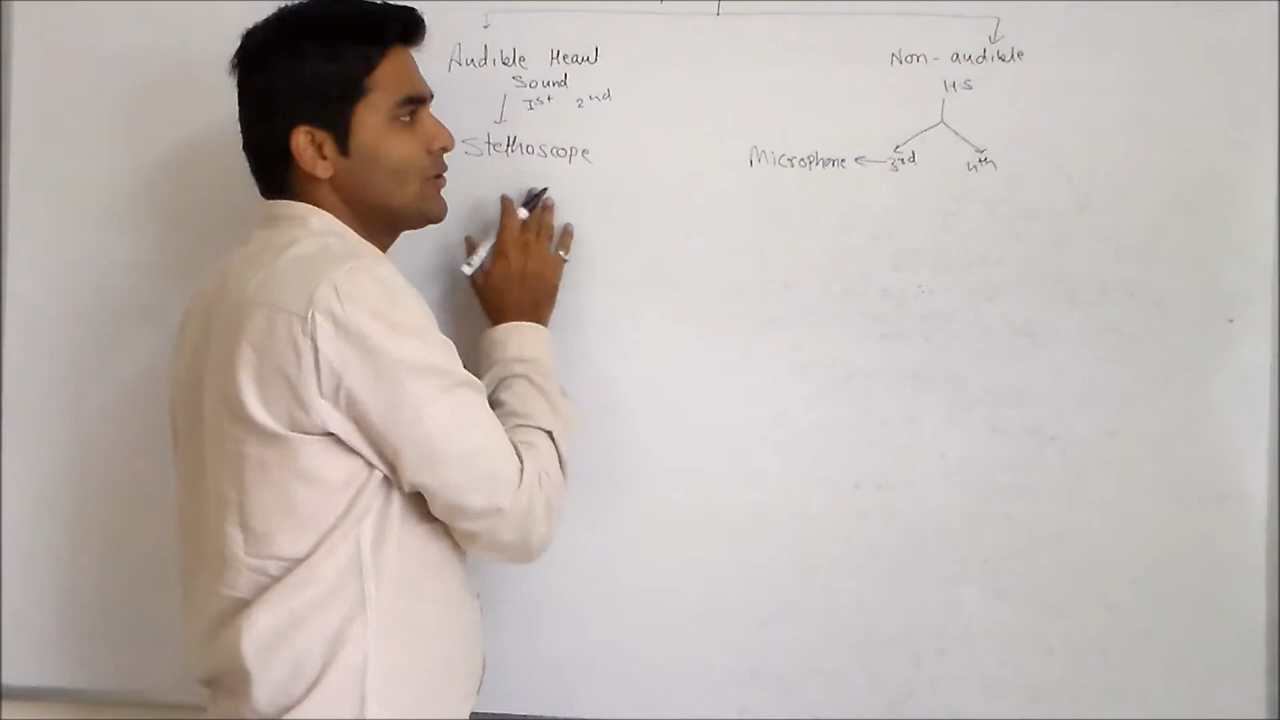 Audible Heart
Sound
Ist 2nd
Stethoscope
Non-audible
HS
Microphone ← 3rd 4th